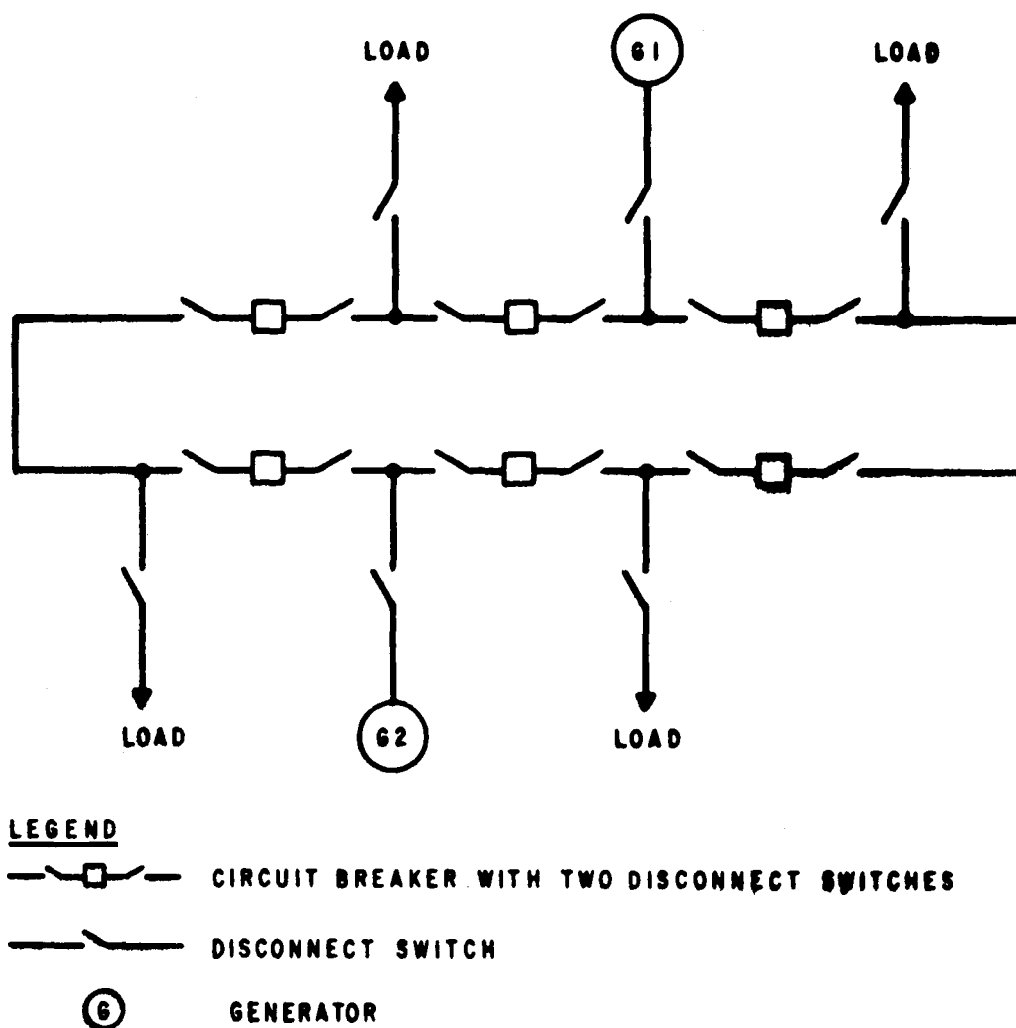 LOAD
G1
LOAD
LOAD
G2
LOAD
LEGEND
CIRCUIT BREAKER WITH TWO DISCONNECT SWITCHES
DISCONNECT SWITCH
G GENERATOR